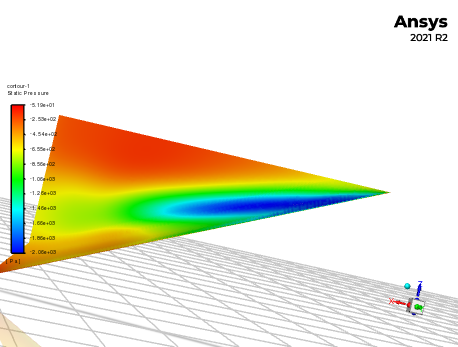 Ansys
2021 R2
contour-1
Static Pressure
-5.19e+01
-2.53e+02
-4.54e+02
-6.55e+02
-8.56e+02
-1.06e+03
-1.26e+03
-1.46e+03
-1.66e+03
-1.86e+03
-2.06e+03
[ Pa ]
Z